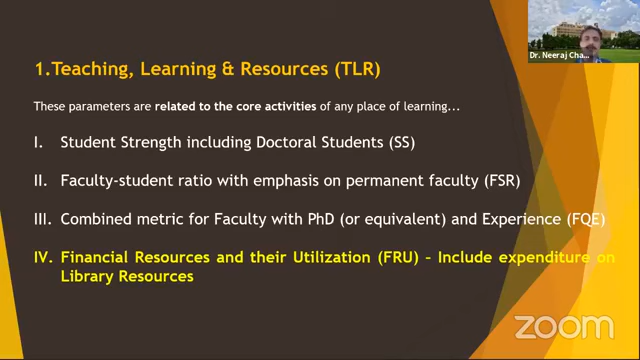 Dr. Neeraj Cha...
1.Teaching, Learning & Resources (TLR)
These parameters are related to the core activities of any place of learning...
I. Student Strength including Doctoral Students (SS)
II. Faculty-student ratio with emphasis on permanent faculty (FSR)
III. Combined metric for Faculty with PhD (or equivalent) and Experience (FQE)
IV. Financial Resources and their Utilization (FRU) – Include expenditure on
Library Resources
zoom